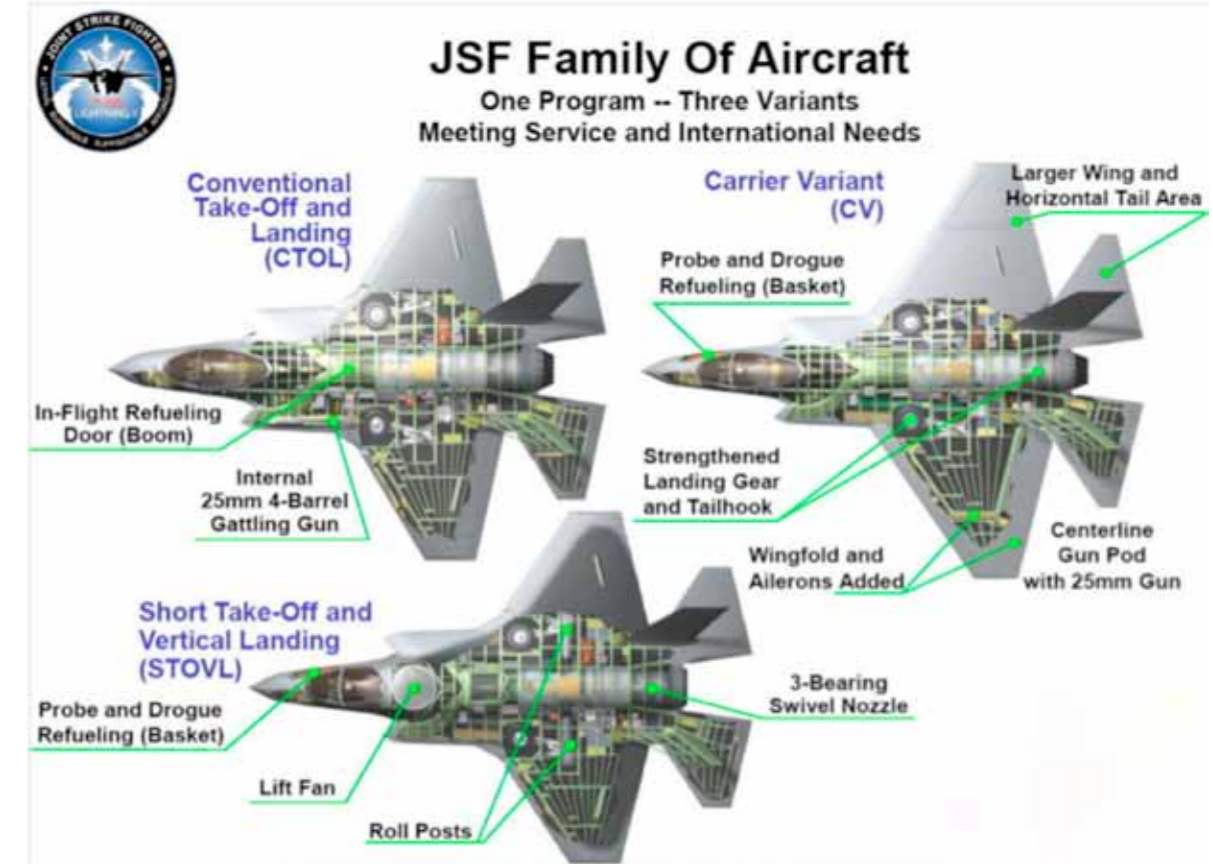 JOINT STRIKE FIGHTER
LIGHTNING II
JSF Family Of Aircraft
One Program -- Three Variants
Meeting Service and International Needs
Conventional
Take-Off and
Landing
(CTOL)
In-Flight Refueling
Door (Boom)
Internal
25mm 4-Barrel
Gattling Gun
Carrier Variant
(CV)
Larger Wing and
Horizontal Tail Area
Probe and Drogue
Refueling (Basket)
Strengthened
Landing Gear
and Tailhook
Wingfold and
Ailerons Added
Centerline
Gun Pod
with 25mm Gun
Short Take-Off and
Vertical Landing
(STOVL)
Probe and Drogue
Refueling (Basket)
Lift Fan
Roll Posts
3-Bearing
Swivel Nozzle